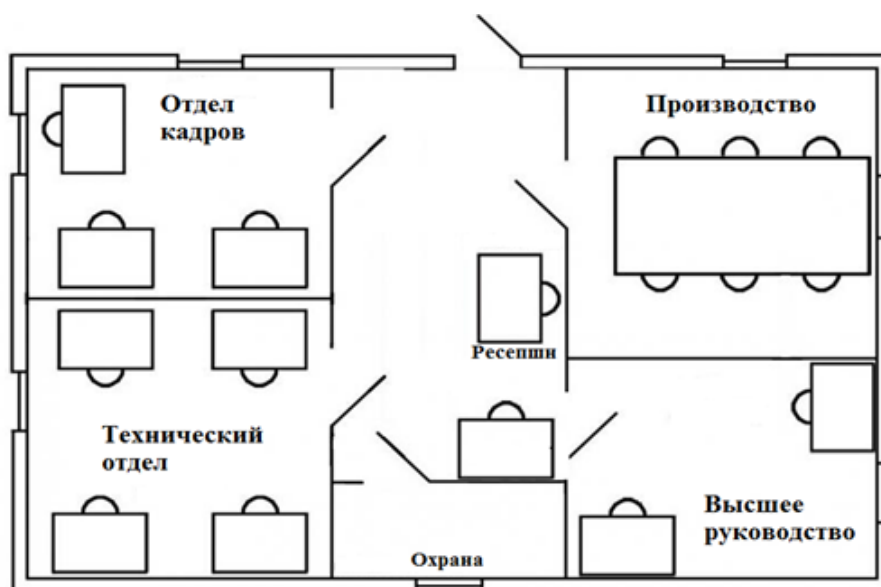 Отдел
кадров
Производство
Ресепшн
Технический
отдел
Высшее
руководство
Охрана